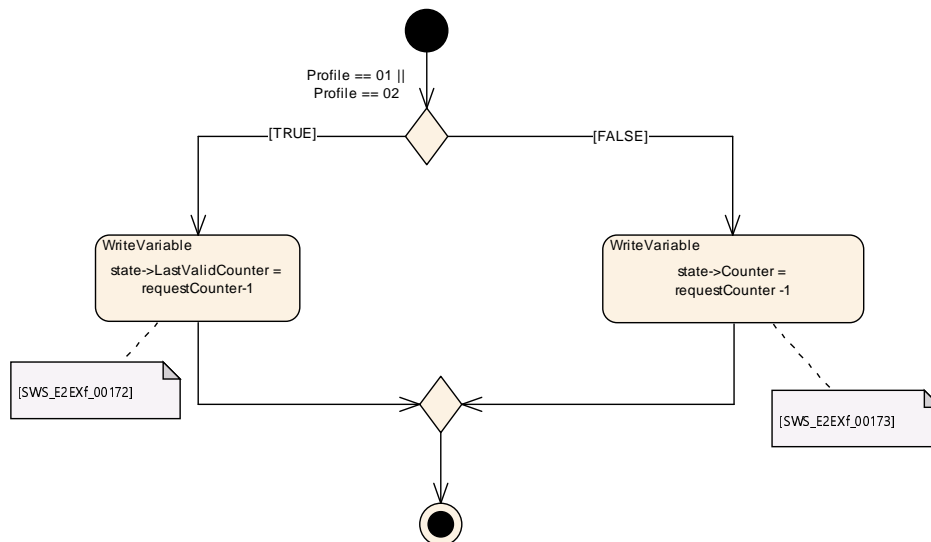 Profile == 01 ||
Profile == 02
[TRUE]
[FALSE]
WriteVariable
state->LastValidCounter =
requestCounter-1
WriteVariable
state->Counter =
requestCounter -1
[SWS_E2EXf_00172]
[SWS_E2EXf_00173]